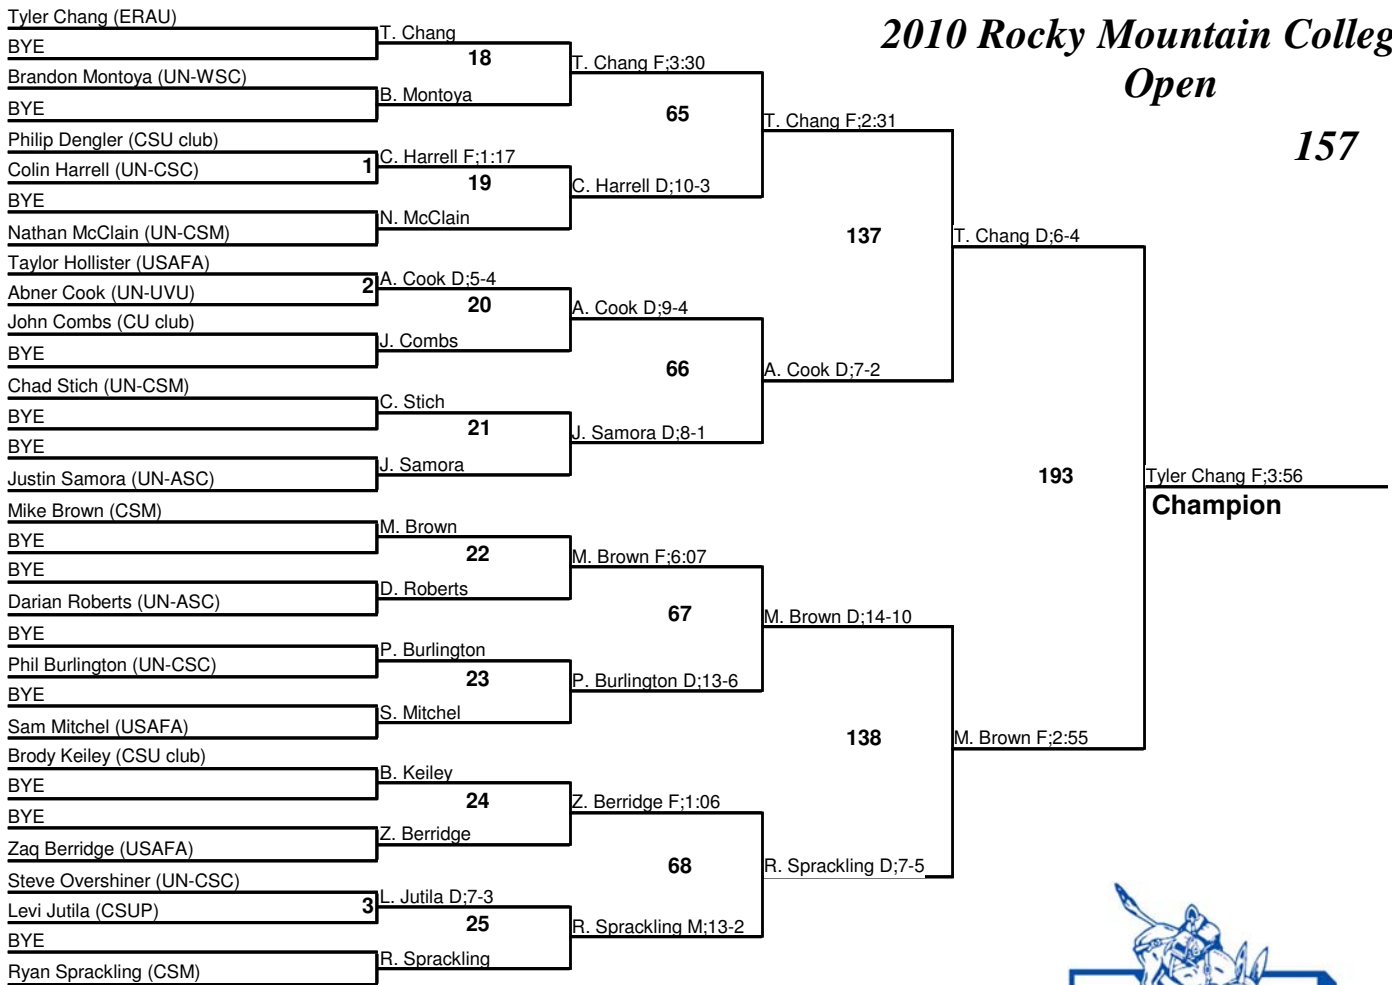 2010 Rocky Mountain Colleg
Open
157
Tyler Chang (ERAU)
BYE
Brandon Montoya (UN-WSC)
BYE
Philip Dengler (CSU club)
Colin Harrell (UN-CSC)
BYE
Nathan McClain (UN-CSM)
Taylor Hollister (USAFA)
Abner Cook (UN-UVU)
John Combs (CU club)
BYE
Chad Stich (UN-CSM)
BYE
BYE
Justin Samora (UN-ASC)
Mike Brown (CSM)
BYE
BYE
Darian Roberts (UN-ASC)
BYE
Phil Burlington (UN-CSC)
BYE
Sam Mitchel (USAFA)
Brody Keiley (CSU club)
BYE
BYE
Zaq Berridge (USAFA)
Steve Overshiner (UN-CSC)
Levi Jutila (CSUP)
BYE
Ryan Sprackling (CSM)
1
2
3
T. Chang
18
B. Montoya
C. Harrell F;1:17
19
N. McClain
A. Cook D;5-4
20
J. Combs
C. Stich
21
J. Samora
M. Brown
22
D. Roberts
P. Burlington
23
S. Mitchel
B. Keiley
24
Z. Berridge
L. Jutila D;7-3
25
R. Sprackling
T. Chang F;3:30
65
C. Harrell D;10-3
A. Cook D;9-4
66
J. Samora D;8-1
M. Brown F;6:07
67
P. Burlington D;13-6
Z. Berridge F;1:06
68
R. Sprackling M;13-2
T. Chang F;2:31
137
A. Cook D;7-2
M. Brown D;14-10
138
R. Sprackling D;7-5
T. Chang D;6-4
193
M. Brown F;2:55
Tyler Chang F;3:56
Champion